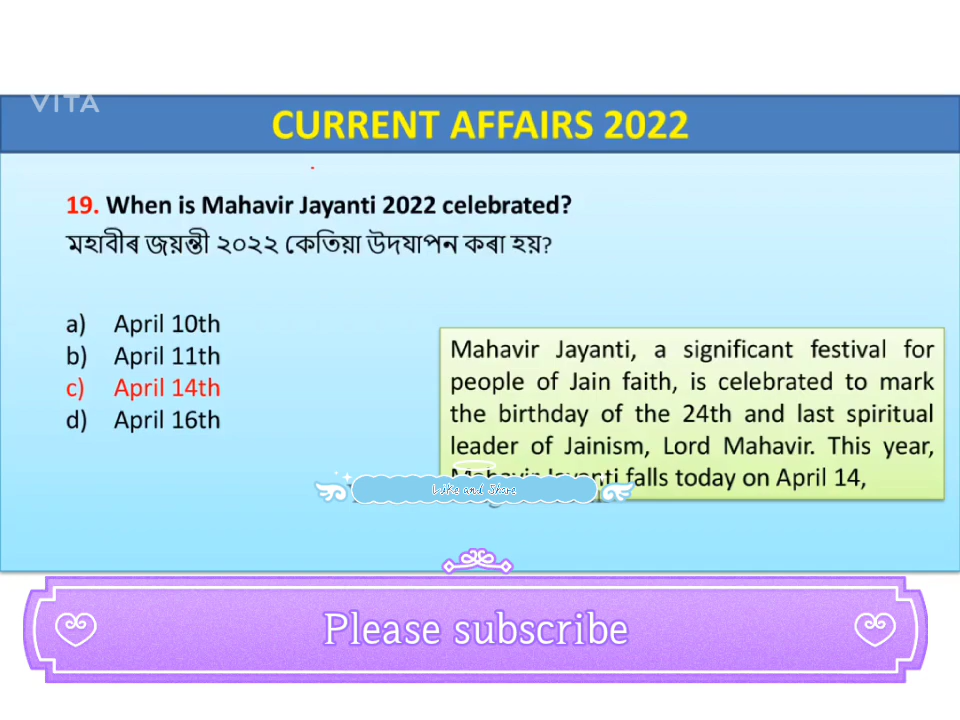 VITA
CURRENT AFFAIRS 2022
19. When is Mahavir Jayanti 2022 celebrated?
মহাবীৰ জয়ন্তী ২০২২ কেতিয়া উদযাপন কৰা হয়?
a) April 10th
b) April 11th
c) April 14th
d) April 16th
Mahavir Jayanti, a significant festival for
people of Jain faith, is celebrated to mark
the birthday of the 24th and last spiritual
leader of Jainism, Lord Mahavir. This year,
falls today on April 14,
Like and Share
Please subscribe